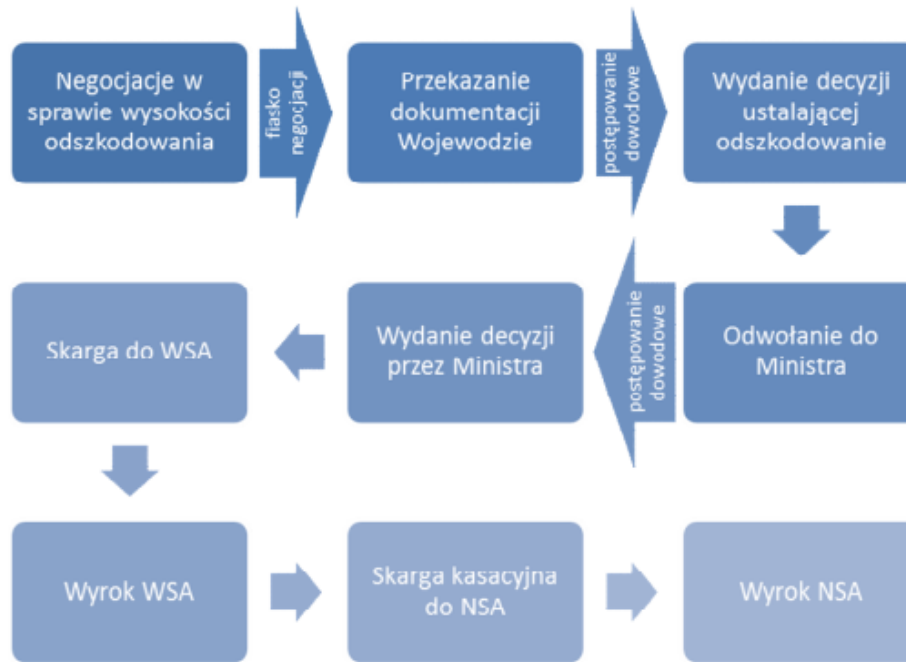 Negocjacje w
sprawie wysokości
odszkodowania
fiasko
negocjacji
Przekazanie
dokumentacji
Wojewodzie
postępowanie
dowodowe
Wydanie decyzji
ustalającej
odszkodowanie
Odwołanie do
Ministra
postępowanie
dowodowe
Wydanie decyzji
przez Ministra
Skarga do WSA
Wyrok WSA
Skarga kasacyjna
do NSA
Wyrok NSA